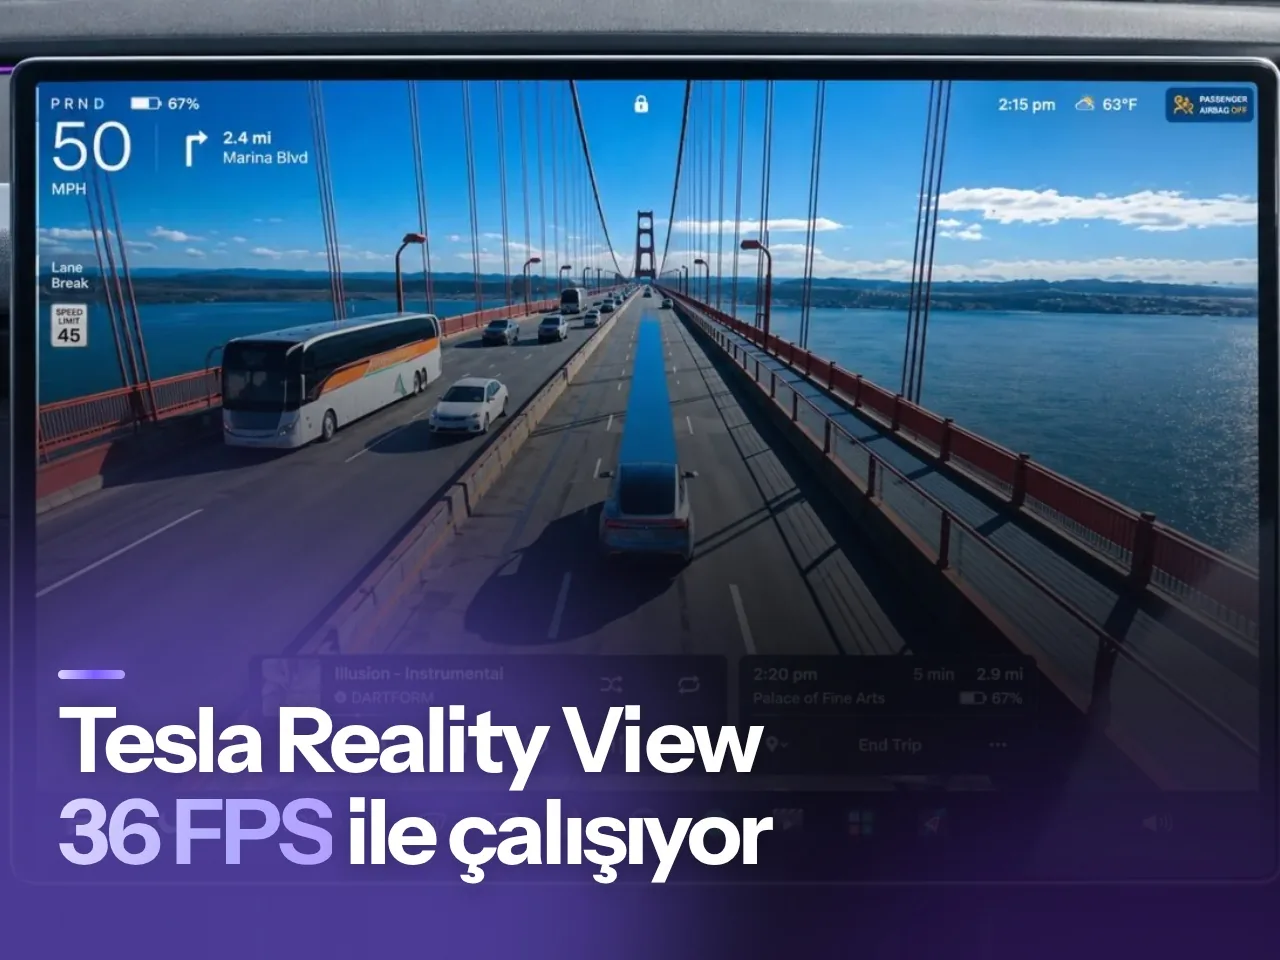 PRND 67%
50
MPH
2.4 mi
Marina Blvd
2:15 pm 63°F
PASSENGER
AIRBAG OFF
Lane
Break
SPEED
LIMIT
45
Illusion - Instrumental
DARTFORM
2:20 pm 5 min 2.9 mi
Palace of Fine Arts 67%
End Trip
Tesla Reality View
36 FPS ile çalışıyor